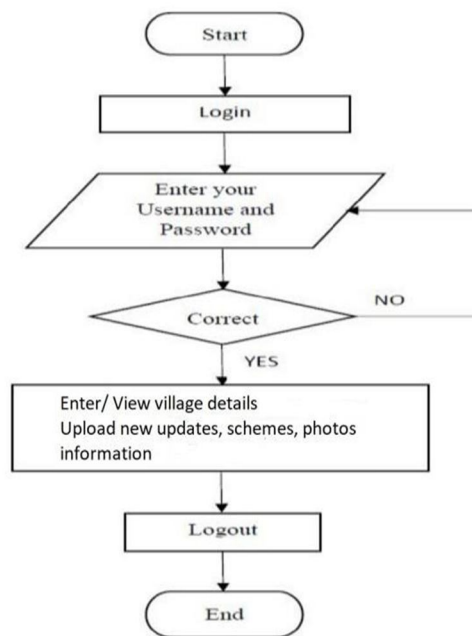 Start
Login
Enter your
Username and
Password
Correct
NO
YES
Enter/ View village details
Upload new updates, schemes, photos
information
Logout
End